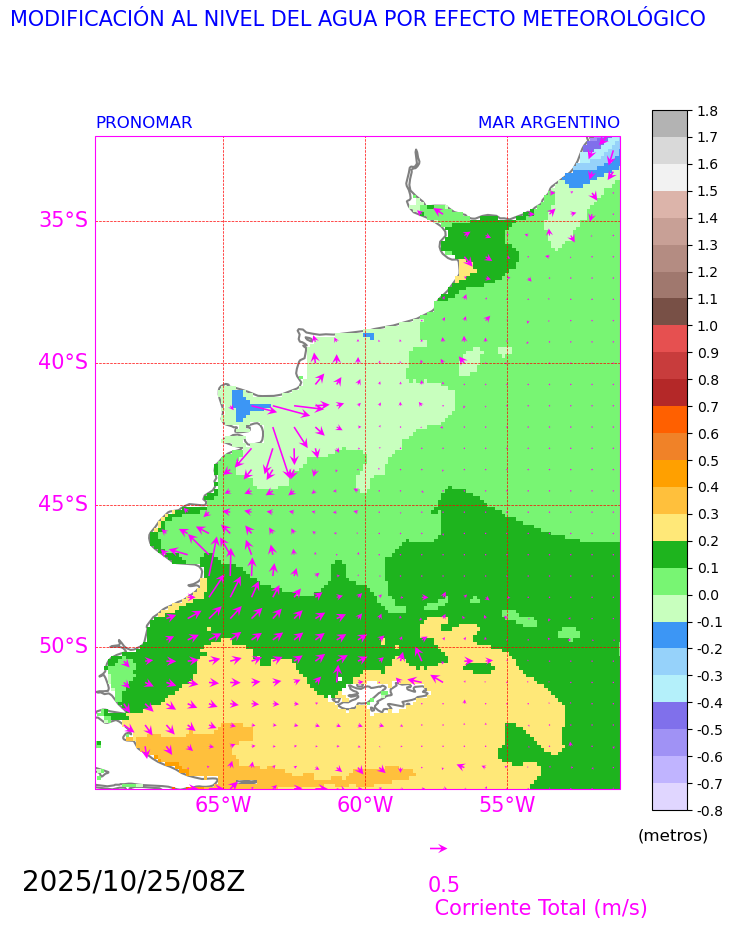 MODIFICACIÓN AL NIVEL DEL AGUA POR EFECTO METEOROLÓGICO
PRONOMAR
MAR ARGENTINO
35°S
40°S
45°S
50°S
65°W
60°W
55°W
1.8
1.7
1.6
1.5
1.4
1.3
1.2
1.1
1.0
0.9
0.8
0.7
0.6
0.5
0.4
0.3
0.2
0.1
0.0
-0.1
-0.2
-0.3
-0.4
-0.5
-0.6
-0.7
-0.8
(metros)
2025/10/25/08Z
0.5
Corriente Total (m/s)